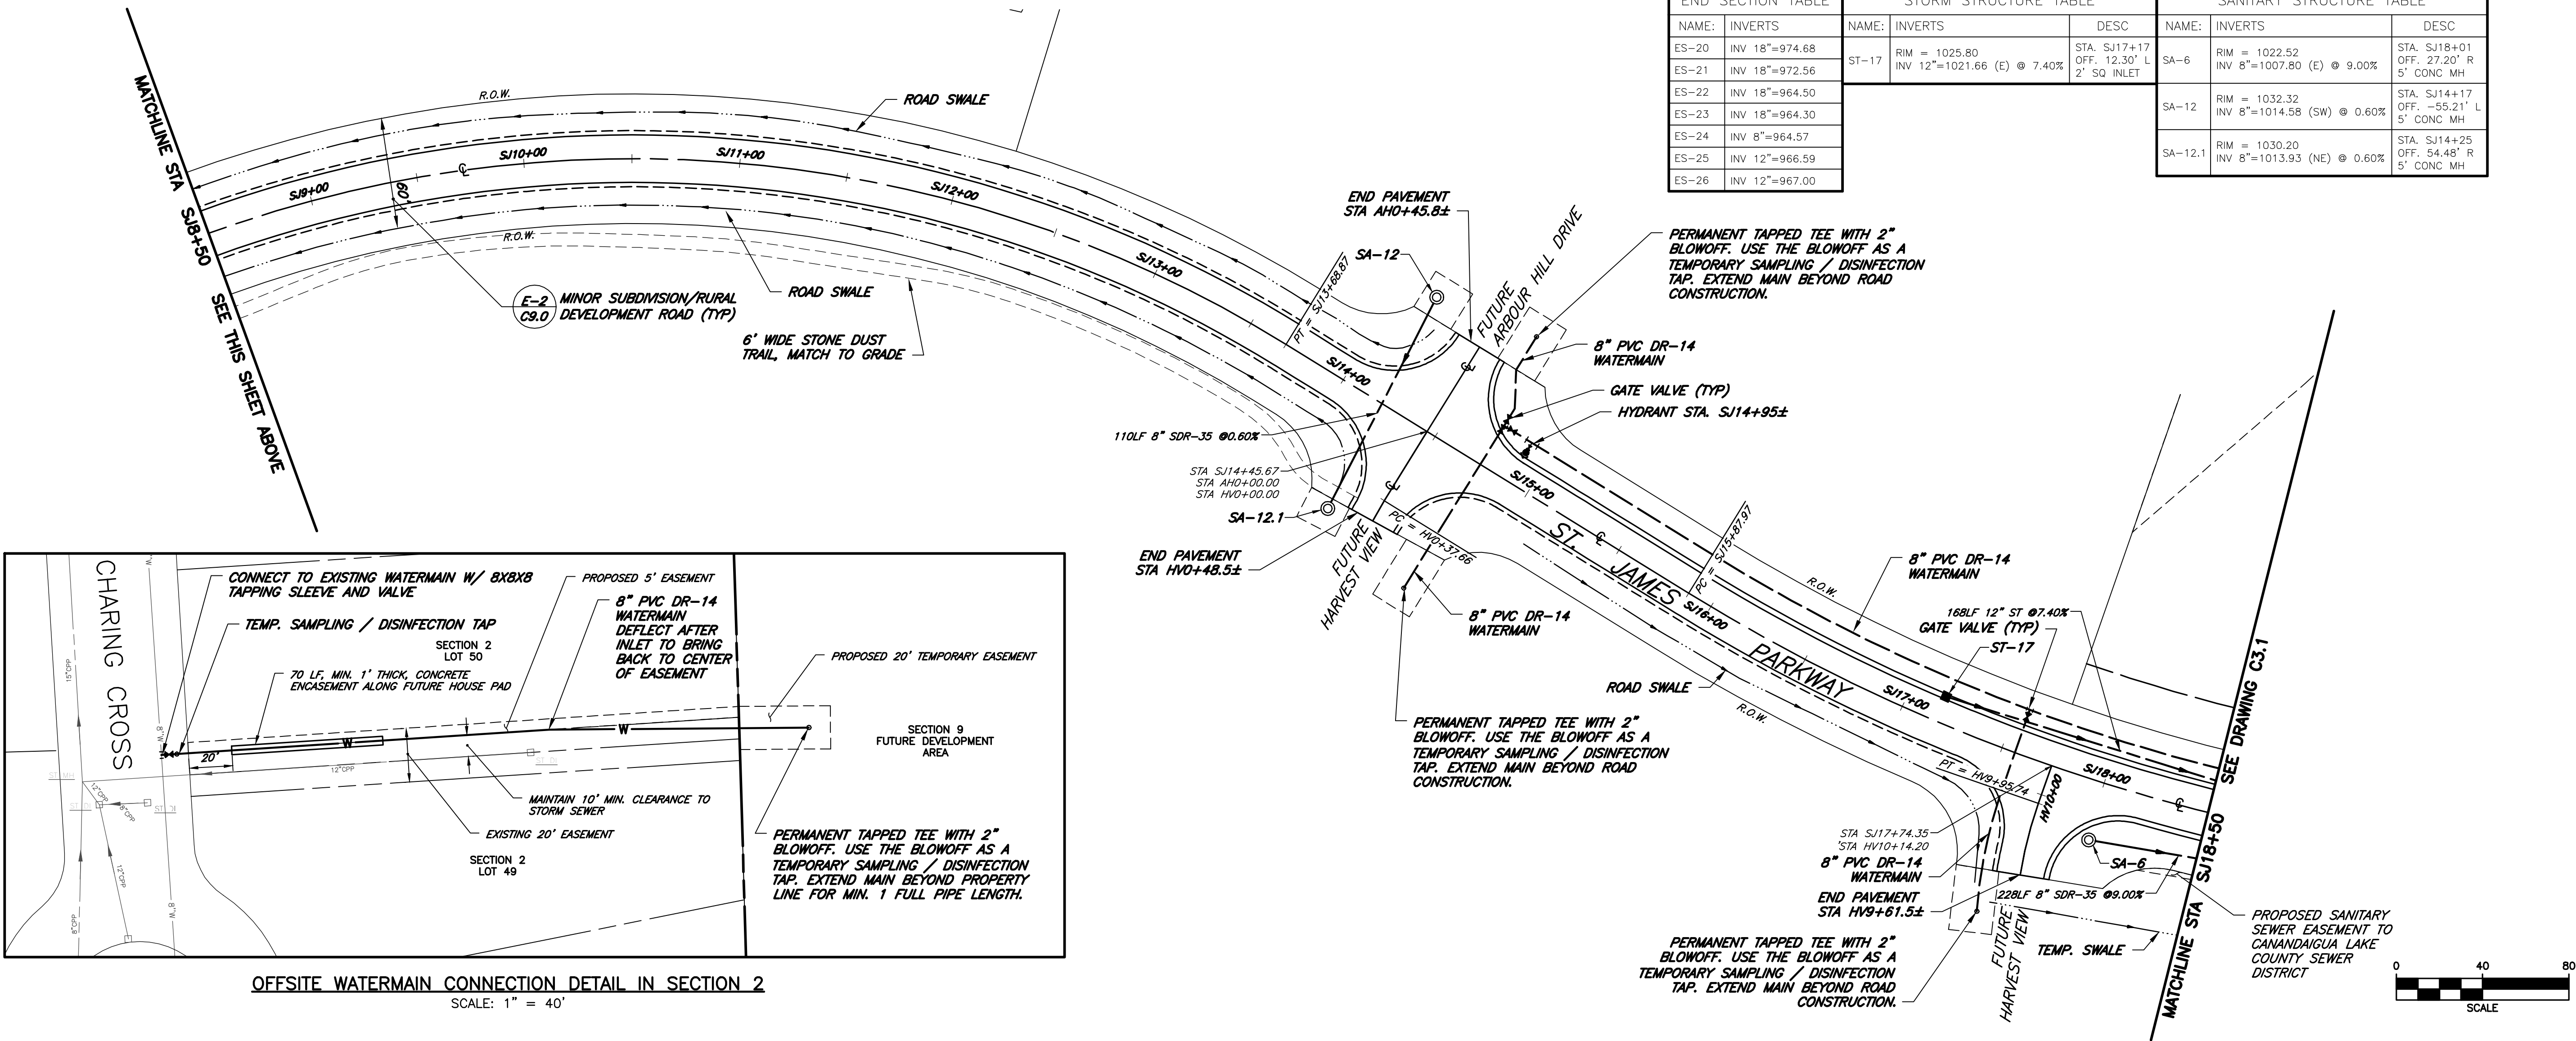 END SECTION TABLE
NAME: INVERTS
ES-20 INV 18"=974.68
ES-21 INV 18"=972.56
ES-22 INV 18"=964.50
ES-23 INV 18"=964.30
ES-24 INV 8"=964.57
ES-25 INV 12"=966.59
ES-26 INV 12"=967.00
STORM STRUCTURE TABLE
NAME: INVERTS DESC
ST-17
RIM = 1025.80
INV 12"=1021.66 (E) @ 7.40%
STA. SJ17+17
OFF. 12.30' L
2' SQ INLET
SANITARY STRUCTURE TABLE
NAME: INVERTS DESC
SA-6
RIM = 1022.52
INV 8"=1007.80 (E) @ 9.00%
STA. SJ18+01
OFF. 27.20' R
5' CONC MH
SA-12
RIM = 1032.32
INV 8"=1014.58 (SW) @ 0.60%
STA. SJ14+17
OFF. -55.21' L
5' CONC MH
SA-12.1
RIM = 1030.20
INV 8"=1013.93 (NE) @ 0.60%
STA. SJ14+25
OFF. 54.48' R
5' CONC MH
MATCHLINE STA SJ8+50 SEE THIS SHEET ABOVE
R.O.W.
ROAD SWALE
SJ9+00
SJ10+00
℄
SJ11+00
SJ12+00
SJ13+00
60'
R.O.W.
E-2
C9.0
MINOR SUBDIVISION/RURAL
DEVELOPMENT ROAD (TYP)
ROAD SWALE
6' WIDE STONE DUST
TRAIL, MATCH TO GRADE
END PAVEMENT
STA AH0+45.8±
SA-12
PT = SJ13+68.87
FUTURE
ARBOUR HILL DRIVE
SJ14+00
℄
PERMANENT TAPPED TEE WITH 2"
BLOWOFF. USE THE BLOWOFF AS A
TEMPORARY SAMPLING / DISINFECTION
TAP. EXTEND MAIN BEYOND ROAD
CONSTRUCTION.
8" PVC DR-14
WATERMAIN
GATE VALVE (TYP)
HYDRANT STA. SJ14+95±
110LF 8" SDR-35 @0.60%
STA SJ14+45.67
STA AH0+00.00
STA HV0+00.00
℄
SA-12.1
END PAVEMENT
STA HV0+48.5±
FUTURE
HARVEST VIEW
PC = HV0+37.66
SJ15+00
8" PVC DR-14
WATERMAIN
ST. JAMES PARKWAY
℄
PC = SJ15+87.97
SJ16+00
R.O.W.
8" PVC DR-14
WATERMAIN
168LF 12" ST @7.40%
GATE VALVE (TYP)
ST-17
SJ17+00
ROAD SWALE
R.O.W.
PERMANENT TAPPED TEE WITH 2"
BLOWOFF. USE THE BLOWOFF AS A
TEMPORARY SAMPLING / DISINFECTION
TAP. EXTEND MAIN BEYOND ROAD
CONSTRUCTION.
PT = HV9+95.74
HV10+00
SJ18+00
℄
STA SJ17+74.35
STA HV10+14.20
8" PVC DR-14
WATERMAIN
END PAVEMENT
STA HV9+61.5±
SA-6
228LF 8" SDR-35 @9.00%
FUTURE
HARVEST VIEW
TEMP. SWALE
PERMANENT TAPPED TEE WITH 2"
BLOWOFF. USE THE BLOWOFF AS A
TEMPORARY SAMPLING / DISINFECTION
TAP. EXTEND MAIN BEYOND ROAD
CONSTRUCTION.
MATCHLINE STA SJ18+50 SEE DRAWING C3.1
PROPOSED SANITARY
SEWER EASEMENT TO
CANANDAIGUA LAKE
COUNTY SEWER
DISTRICT
0 40 80
SCALE
CHARING CROSS
CONNECT TO EXISTING WATERMAIN W/ 8X8X8
TAPPING SLEEVE AND VALVE
TEMP. SAMPLING / DISINFECTION TAP
SECTION 2
LOT 50
70 LF, MIN. 1' THICK, CONCRETE
ENCASEMENT ALONG FUTURE HOUSE PAD
PROPOSED 5' EASEMENT
8" PVC DR-14
WATERMAIN
DEFLECT AFTER
INLET TO BRING
BACK TO CENTER
OF EASEMENT
PROPOSED 20' TEMPORARY EASEMENT
SECTION 9
FUTURE DEVELOPMENT
AREA
W
W
20'
12"CPP
ST DI
MAINTAIN 10' MIN. CLEARANCE TO
STORM SEWER
EXISTING 20' EASEMENT
SECTION 2
LOT 49
PERMANENT TAPPED TEE WITH 2"
BLOWOFF. USE THE BLOWOFF AS A
TEMPORARY SAMPLING / DISINFECTION
TAP. EXTEND MAIN BEYOND PROPERTY
LINE FOR MIN. 1 FULL PIPE LENGTH.
15"CPP
8"W
8"W
ST MH
12"CPP
8"CPP
ST DI
ST DI
12"CPP
8"CPP
8"W
OFFSITE WATERMAIN CONNECTION DETAIL IN SECTION 2
SCALE: 1" = 40'